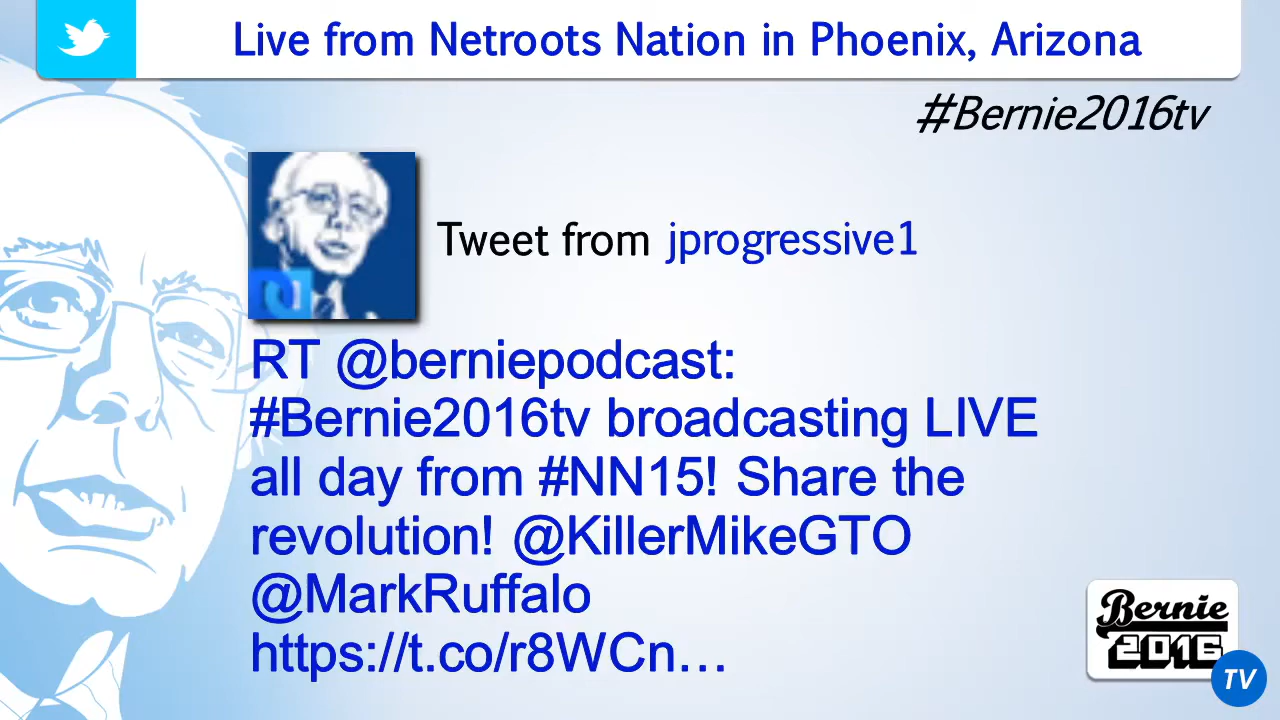 Live from Netroots Nation in Phoenix, Arizona
#Bernie2016tv
Tweet from jprogressive1
RT @berniepodcast:
#Bernie2016tv broadcasting LIVE
all day from #NN15! Share the
revolution! @KillerMikeGTO
@MarkRuffalo
https://t.co/r8WCn…
Bernie
2016
TV